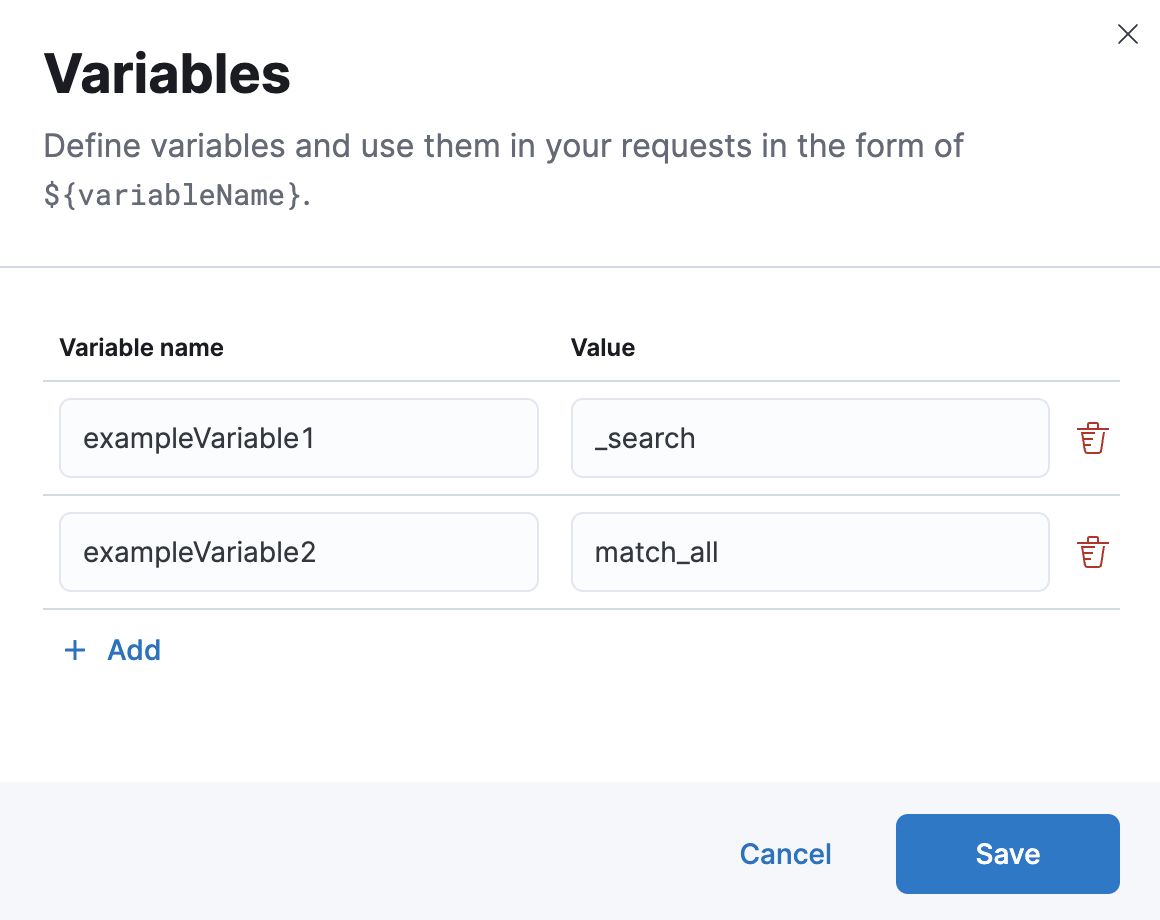 Variables
Define variables and use them in your requests in the form of
${variableName}.
Variable name Value
exampleVariable1 _search
exampleVariable2 match_all
+ Add
Cancel Save